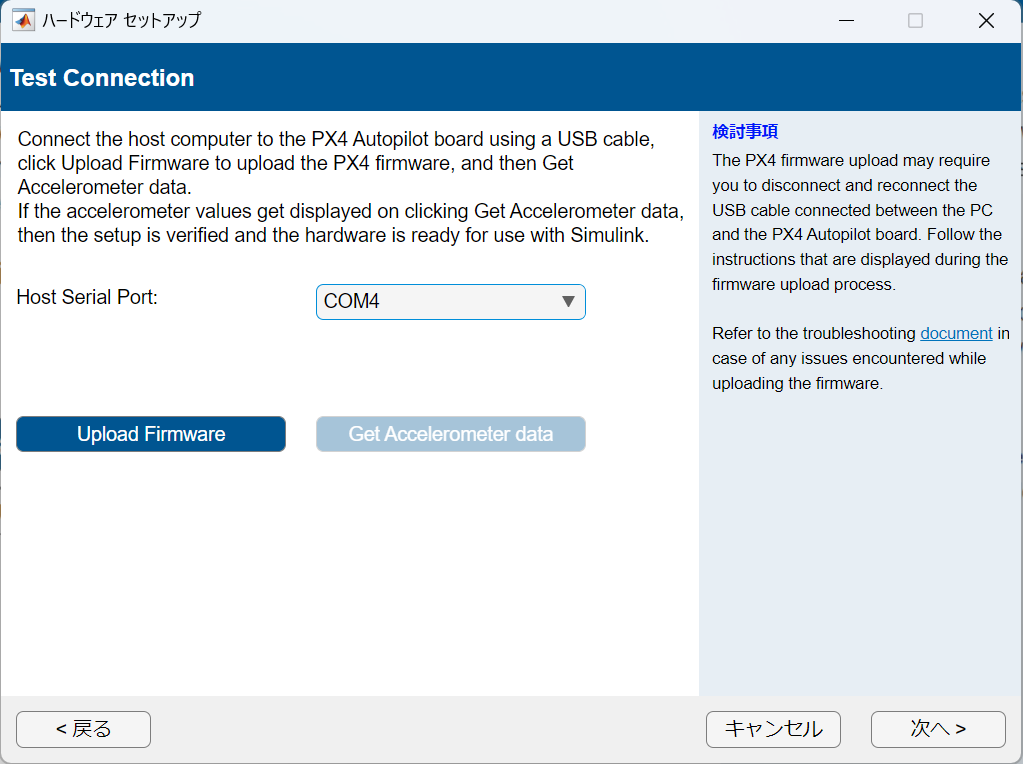 ハードウェア セットアップ
Test Connection
Connect the host computer to the PX4 Autopilot board using a USB cable,
click Upload Firmware to upload the PX4 firmware, and then Get
Accelerometer data.
If the accelerometer values get displayed on clicking Get Accelerometer data,
then the setup is verified and the hardware is ready for use with Simulink.
Host Serial Port:
COM4
Upload Firmware
Get Accelerometer data
検討事項
The PX4 firmware upload may require
you to disconnect and reconnect the
USB cable connected between the PC
and the PX4 Autopilot board. Follow the
instructions that are displayed during the
firmware upload process.
Refer to the troubleshooting document in
case of any issues encountered while
uploading the firmware.
< 戻る
キャンセル
次へ >